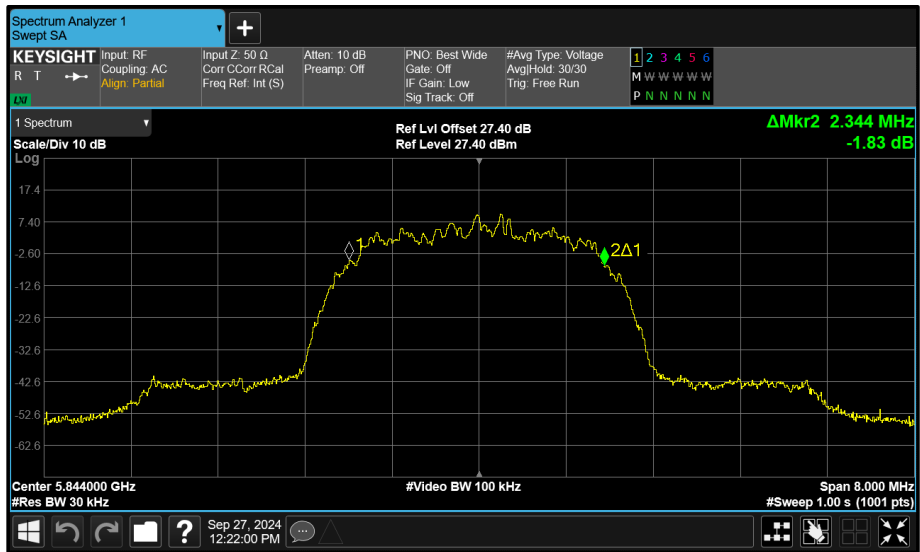 Spectrum Analyzer 1
Swept SA
+
KEYSIGHT
R T
LXI
Input: RF
Coupling: AC
Align: Partial
Input Z: 50 Ω
Corr CCorr RCal
Freq Ref: Int (S)
Atten: 10 dB
Preamp: Off
PNO: Best Wide
Gate: Off
IF Gain: Low
Sig Track: Off
#Avg Type: Voltage
Avg|Hold: 30/30
Trig: Free Run
1 2 3 4 5 6
M W W W W W
P N N N N N
1 Spectrum
Scale/Div 10 dB
Ref Lvl Offset 27.40 dB
Ref Level 27.40 dBm
ΔMkr2 2.344 MHz
-1.83 dB
Log
17.4
7.40
-2.60
-12.6
-22.6
-32.6
-42.6
-52.6
-62.6
1
2Δ1
Center 5.844000 GHz
#Video BW 100 kHz
Span 8.000 MHz
#Res BW 30 kHz
#Sweep 1.00 s (1001 pts)
?
Sep 27, 2024
12:22:00 PM